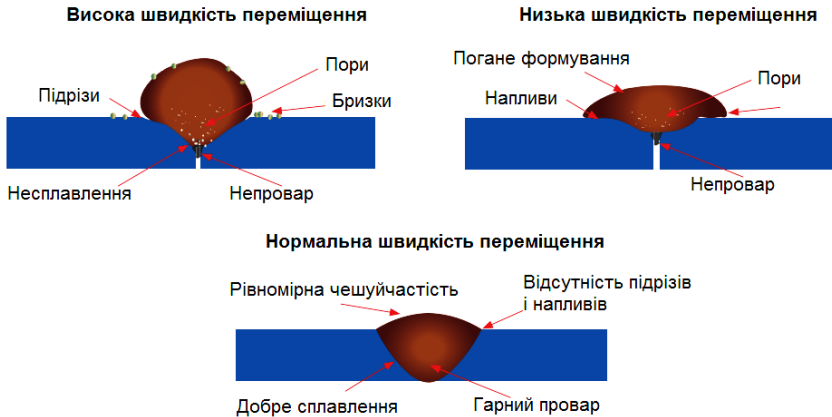 Висока швидкість переміщення
Підрізи
Пори
Бризки
Несплавлення
Непровар
Низька швидкість переміщення
Погане формування
Напливи
Пори
Непровар
Нормальна швидкість переміщення
Рівномірна чешуйчастість
Відсутність підрізів
і напливів
Добре сплавлення
Гарний провар